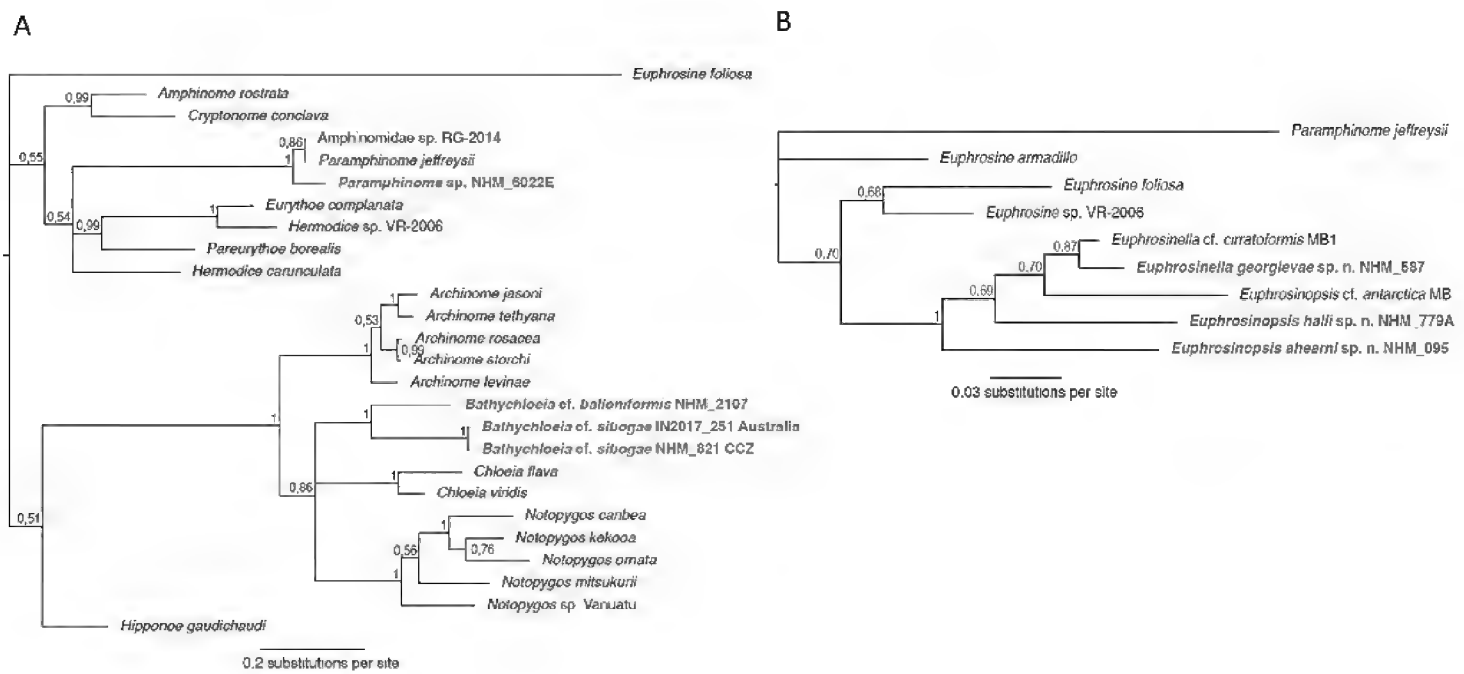 A
B
Euphrosine foliosa
0,99
Amphinome rostrata
Cryptonome conclava
0,55
0,86
Amphinomidae sp. RG-2014
1
Paramphinome jeffreysii
Paramphinome sp. NHM_6022E
0,54
0,99
1
Eurythoe complanata
Hermodice sp. VR-2006
Pareurythoe borealis
Hermodice carunculata
1
Archinome jasoni
Archinome tethyana
0,53
Archinome rosacea
0,99
Archinome storchi
1
Archinome levinae
1
Bathychloeia cf. balloniformis NHM_2107
1
Bathychloeia cf. sibogae IN2017_251 Australia
Bathychloeia cf. sibogae NHM_821 CCZ
1
0,86
1
Chloeia flava
Chloeia viridis
0,51
1
Notopygos caribea
Notopygos kekooa
0,76
0,56
Notopygos ornata
1
Notopygos mitsukurii
Notopygos sp Vanuatu
Hipponoe gaudichaudi
0.2 substitutions per site
Paramphinome jeffreysii
Euphrosine armadillo
0,68
Euphrosine foliosa
Euphrosine sp. VR-2006
0,70
0,87
Euphrosinella cf. cirratoformis MB1
0,70
Euphrosinella georgievae sp. n. NHM_587
0,69
Euphrosinopsis cf. antarctica MB
1
Euphrosinopsis halli sp. n. NHM_779A
Euphrosinopsis ahearni sp. n. NHM_095
0.03 substitutions per site